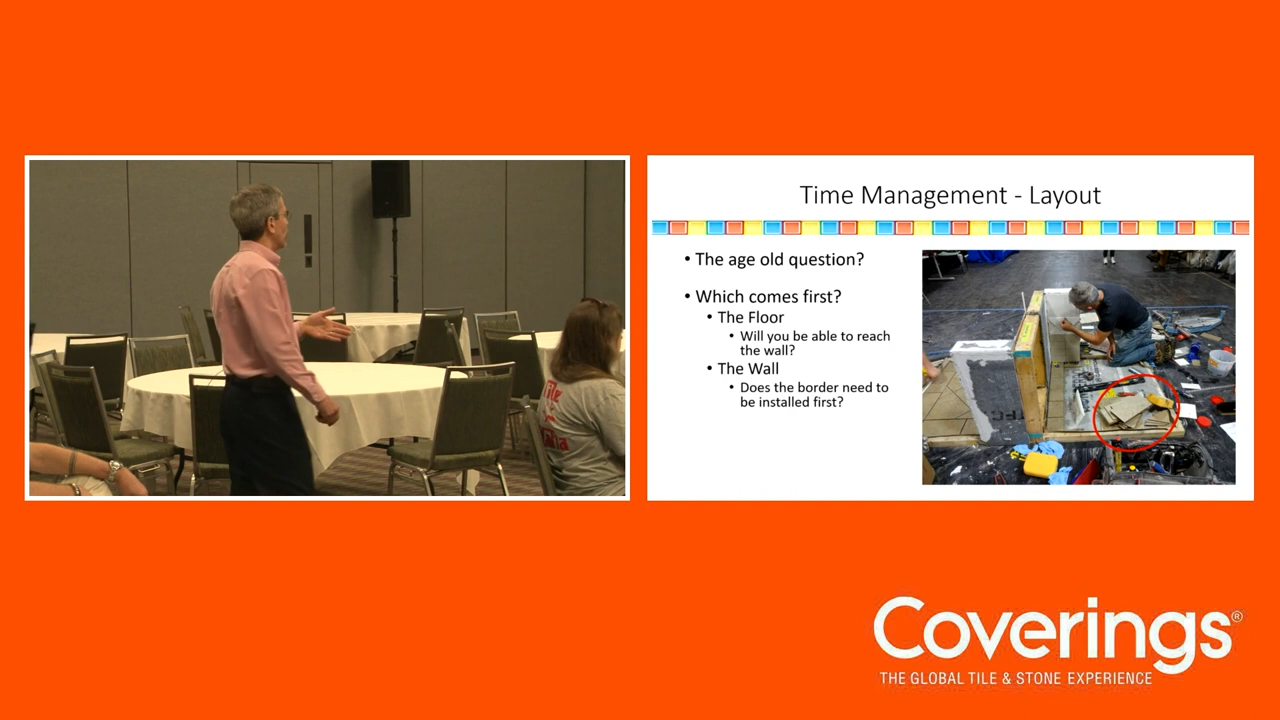 Time Management - Layout
• The age old question?
• Which comes first?
• The Floor
• Will you be able to reach
the wall?
• The Wall
• Does the border need to
be installed first?
Tile
Coverings®
THE GLOBAL TILE & STONE EXPERIENCE